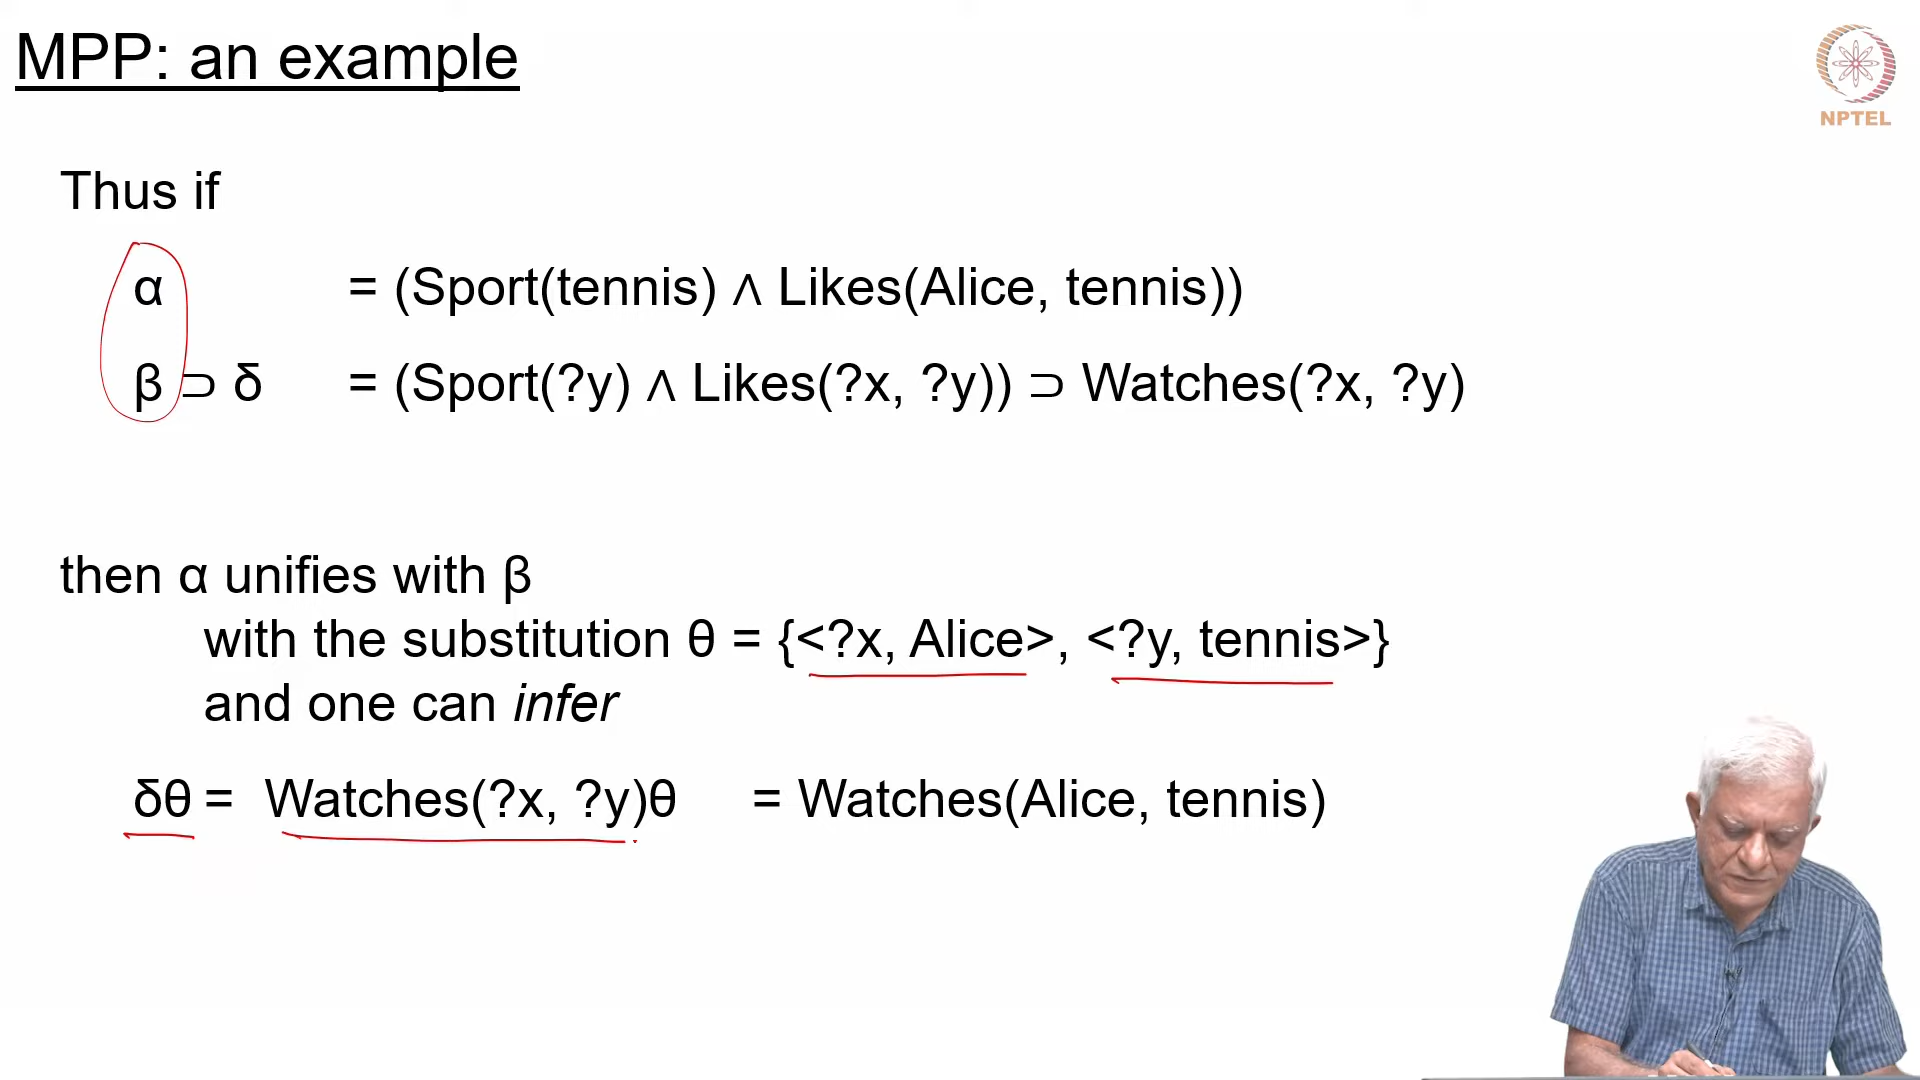 MPP: an example
NPTEL
Thus if
α = (Sport(tennis) ∧ Likes(Alice, tennis))
β ⊃ δ = (Sport(?y) ∧ Likes(?x, ?y)) ⊃ Watches(?x, ?y)
then α unifies with β
with the substitution θ = {<?x, Alice>, <?y, tennis>}
and one can infer
δθ = Watches(?x, ?y)θ = Watches(Alice, tennis)